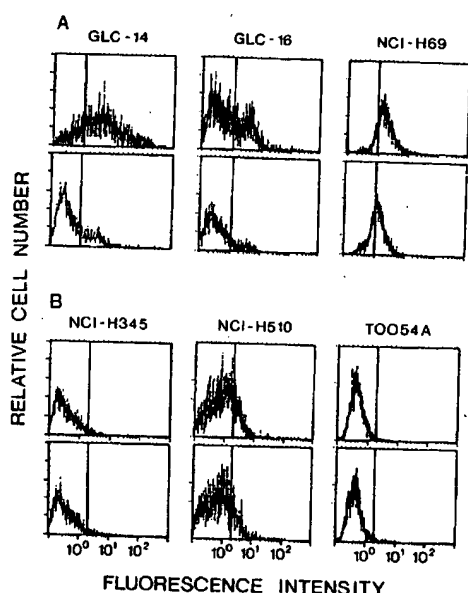 A
GLC-14 GLC-16 NCI-H69
RELATIVE CELL NUMBER
B
NCI-H345 NCI-H510 TOO54A
10⁰ 10¹ 10² 10⁰ 10¹ 10² 10⁰ 10¹ 10²
FLUORESCENCE INTENSITY